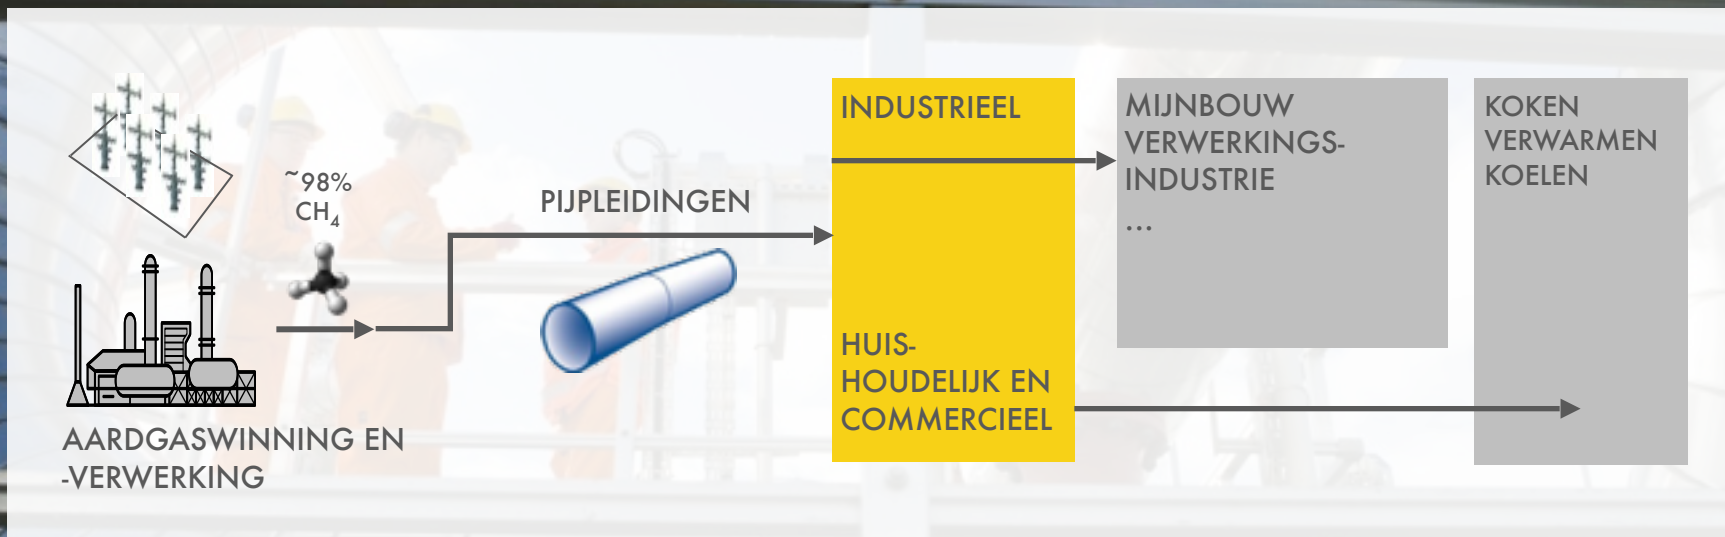 ~98%
CH₄
PIJPLEIDINGEN
AARDGASWINNING EN
-VERWERKING
INDUSTRIEEL
HUIS-
HOUDELIJK EN
COMMERCIEEL
MIJNBOUW
VERWERKINGS-
INDUSTRIE
...
KOKEN
VERWARMEN
KOELEN